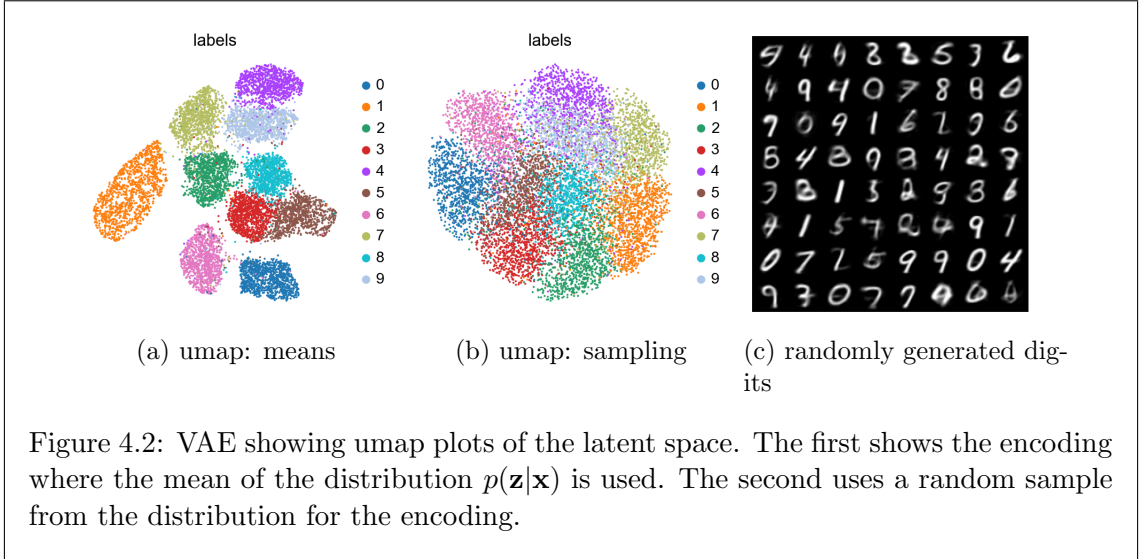 labels
0
1
2
3
4
5
6
7
8
9
labels
0
1
2
3
4
5
6
7
8
9
(a) umap: means
(b) umap: sampling
(c) randomly generated dig-
its
Figure 4.2: VAE showing umap plots of the latent space. The first shows the encoding
where the mean of the distribution p(z|x) is used. The second uses a random sample
from the distribution for the encoding.